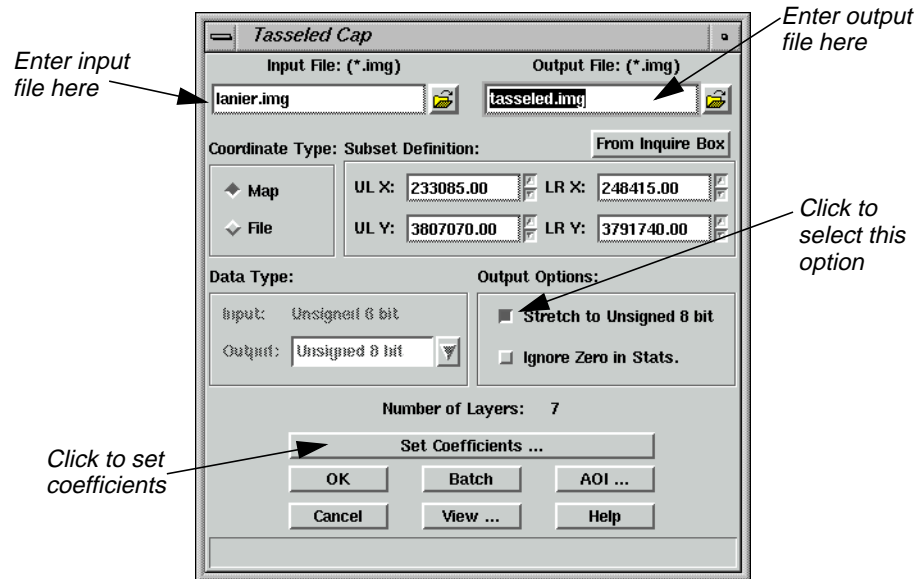 Enter input
file here
Enter output
file here
Tasseled Cap
Input File: (*.img)
Output File: (*.img)
lanier.img
tasseled.img
From Inquire Box
Coordinate Type:
Subset Definition:
Map
File
UL X: 233085.00
LR X: 248415.00
UL Y: 3807070.00
LR Y: 3791740.00
Click to
select this
option
Data Type:
Output Options:
Input: Unsigned 8 bit
Output: Unsigned 8 bit
Stretch to Unsigned 8 bit
Ignore Zero in Stats.
Number of Layers: 7
Set Coefficients ...
Click to set
coefficients
OK
Batch
AOI ...
Cancel
View ...
Help